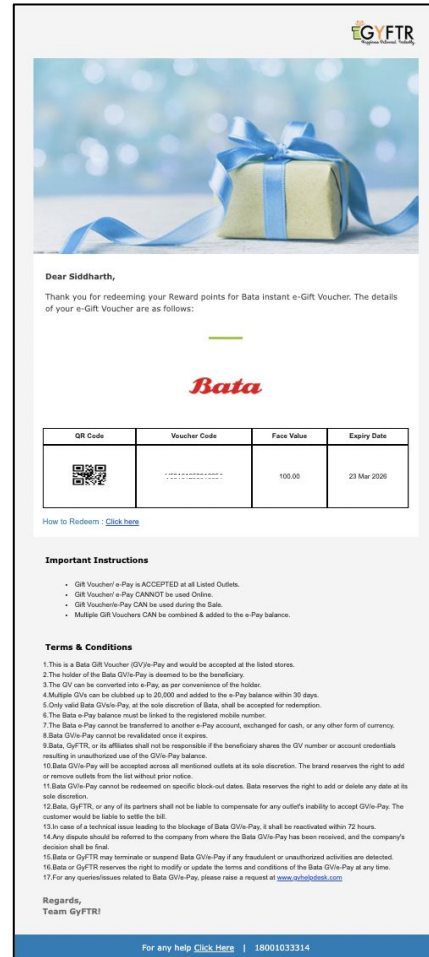 GYFTR
Happiness Delivered. Instantly
Dear Siddharth,
Thank you for redeeming your Reward points for Bata instant e-Gift Voucher. The details
of your e-Gift Voucher are as follows:
Bata
QR Code Voucher Code Face Value Expiry Date
100.00 23 Mar 2026
How to Redeem : Click here
Important Instructions
• Gift Voucher/ e-Pay is ACCEPTED at all Listed Outlets.
• Gift Voucher/ e-Pay CANNOT be used Online.
• Gift Voucher/e-Pay CAN be used during the Sale.
• Multiple Gift Vouchers CAN be combined & added to the e-Pay balance.
Terms & Conditions
1.This is a Bata Gift Voucher (GV)/e-Pay and would be accepted at the listed stores.
2.The holder of the Bata GV/e-Pay is deemed to be the beneficiary.
3.The GV can be converted into e-Pay, as per convenience of the holder.
4.Multiple GVs can be clubbed up to 20,000 and added to the e-Pay balance within 30 days.
5.Only valid Bata GVs/e-Pay, at the sole discretion of Bata, shall be accepted for redemption.
6.The Bata e-Pay balance must be linked to the registered mobile number.
7.The Bata e-Pay cannot be transferred to another e-Pay account, exchanged for cash, or any other form of currency.
8.Bata GV/e-Pay cannot be revalidated once it expires.
9.Bata, GyFTR, or its affiliates shall not be responsible if the beneficiary shares the GV number or account credentials
resulting in unauthorized use of the GV/e-Pay balance.
10.Bata GV/e-Pay will be accepted across all mentioned outlets at its sole discretion. The brand reserves the right to add
or remove outlets from the list without prior notice.
11.Bata GV/e-Pay cannot be redeemed on specific block-out dates. Bata reserves the right to add or delete any date at its
sole discretion.
12.Bata, GyFTR, or any of its partners shall not be liable to compensate for any outlet's inability to accept GV/e-Pay. The
customer would be liable to settle the bill.
13.In case of a technical issue leading to the blockage of Bata GV/e-Pay, it shall be reactivated within 72 hours.
14.Any dispute should be referred to the company from where the Bata GV/e-Pay has been received, and the company's
decision shall be final.
15.Bata or GyFTR may terminate or suspend Bata GV/e-Pay if any fraudulent or unauthorized activities are detected.
16.Bata or GyFTR reserves the right to modify or update the terms and conditions of the Bata GV/e-Pay at any time.
17.For any queries/issues related to Bata GV/e-Pay, please raise a request at www.gvhelpdesk.com
Regards,
Team GyFTR!
For any help Click Here | 18001033314